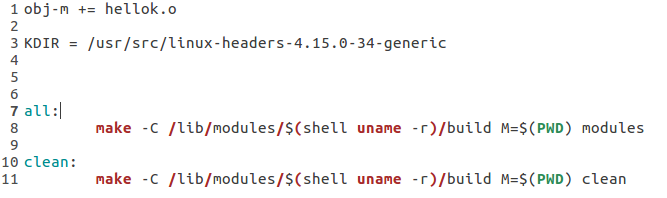 1 obj-m += hellok.o
2
3 KDIR = /usr/src/linux-headers-4.15.0-34-generic
4
5
6
7 all:
8 make -C /lib/modules/$(shell uname -r)/build M=$(PWD) modules
9
10 clean:
11 make -C /lib/modules/$(shell uname -r)/build M=$(PWD) clean